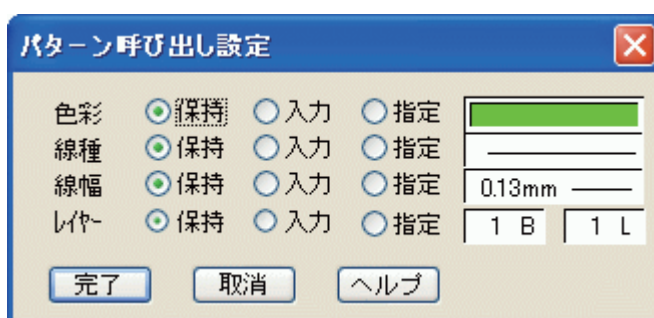 パターン呼び出し設定
色彩 保持 入力 指定
線種 保持 入力 指定
線幅 保持 入力 指定 0.13mm
レイヤー 保持 入力 指定 1 B 1 L
完了 取消 ヘルプ